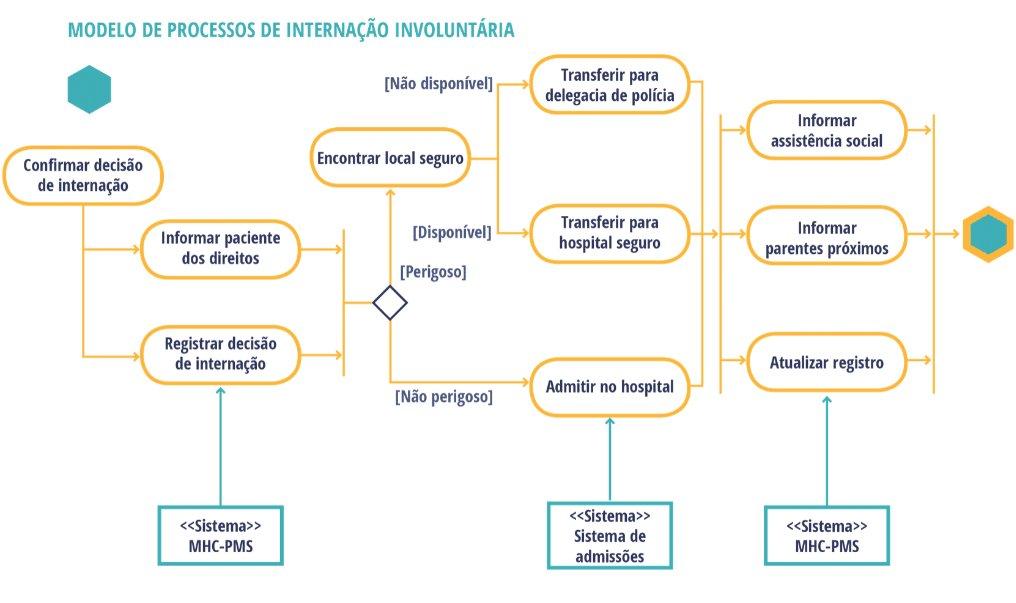 MODELO DE PROCESSOS DE INTERNAÇÃO INVOLUNTÁRIA
Confirmar decisão
de internação
Informar paciente
dos direitos
Registrar decisão
de internação
<<Sistema>>
MHC-PMS
Encontrar local seguro
[Perigoso]
[Não perigoso]
[Não disponível]
[Disponível]
Transferir para
delegacia de polícia
Transferir para
hospital seguro
Admitir no hospital
<<Sistema>>
Sistema de
admissões
Informar
assistência social
Informar
parentes próximos
Atualizar registro
<<Sistema>>
MHC-PMS